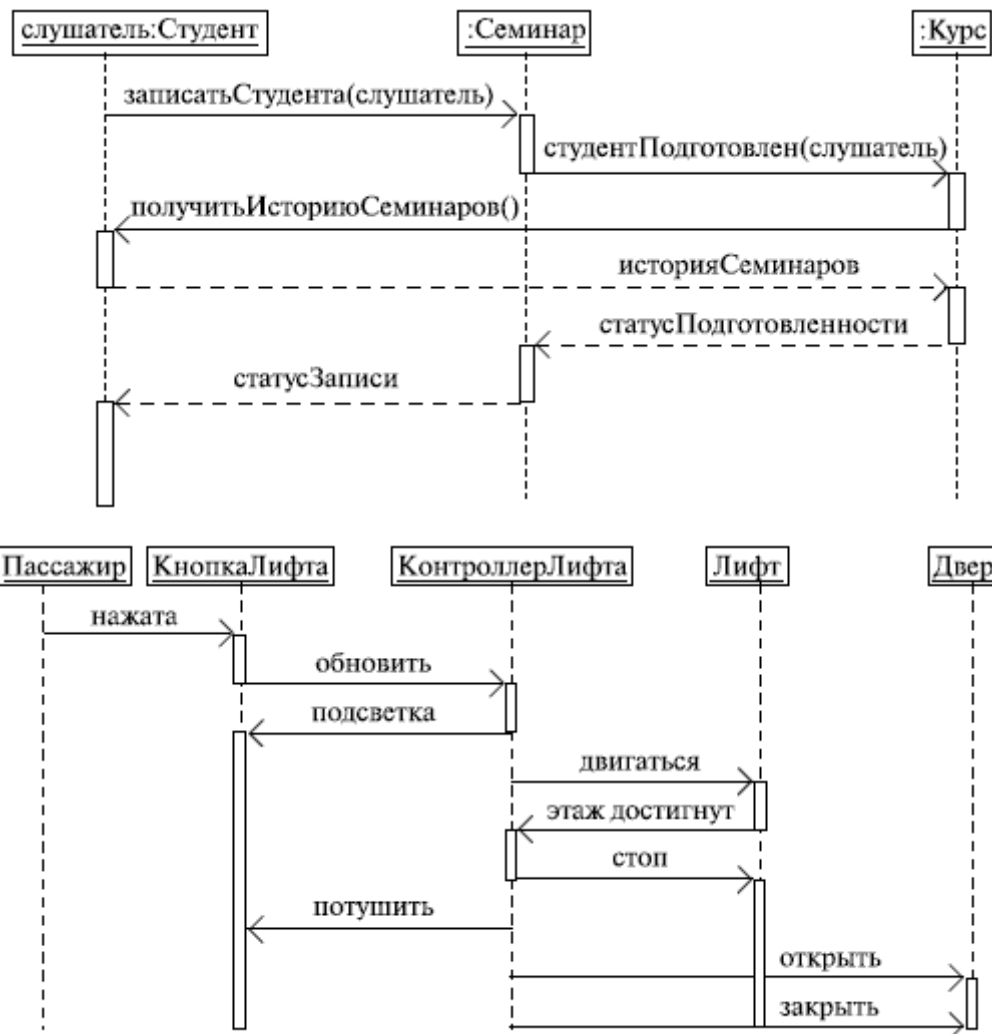 слушатель:Студент :Семинар :Курс
записатьСтудента(слушатель)
студентПодготовлен(слушатель)
получитьИсториюСеминаров()
историяСеминаров
статусПодготовленности
статусЗаписи
Пассажир КнопкаЛифта КонтроллерЛифта Лифт Двер
нажата
обновить
подсветка
двигаться
этаж достигнут
стоп
потушить
открыть
закрыть